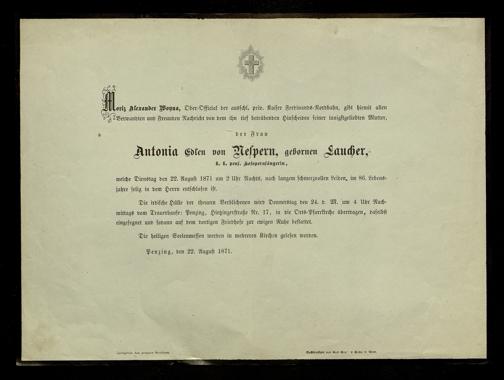 Moriz Alexander Woyna, Ober-Official der ausschl. priv. Kaiser Ferdinands-Nordbahn, gibt hiemit allen
Verwandten und Freunden Nachricht von dem ihn tief betrübenden Hinscheiden seiner innigstgeliebten Mutter,
der Frau
Antonia Edlen von Nespern, gebornen Laucher,
k. k. pens. Hofopernsängerin,
welche Dienstag den 22. August 1871 um 2 Uhr Nachts, nach langem schmerzvollen Leiden, im 86. Lebens-
jahre selig in dem Herrn entschlafen ist.
Die irdische Hülle der theuren Verblichenen wird Donnerstag den 24. d. M. um 4 Uhr Nach-
mittags vom Trauerhause: Penzing, Hietzingerstraße Nr. 17, in die Orts-Pfarrkirche übertragen, daselbst
eingesegnet und sodann auf dem dortigen Friedhofe zur ewigen Ruhe bestattet.
Die heiligen Seelenmessen werden in mehreren Kirchen gelesen werden.
Penzing, den 22. August 1871.